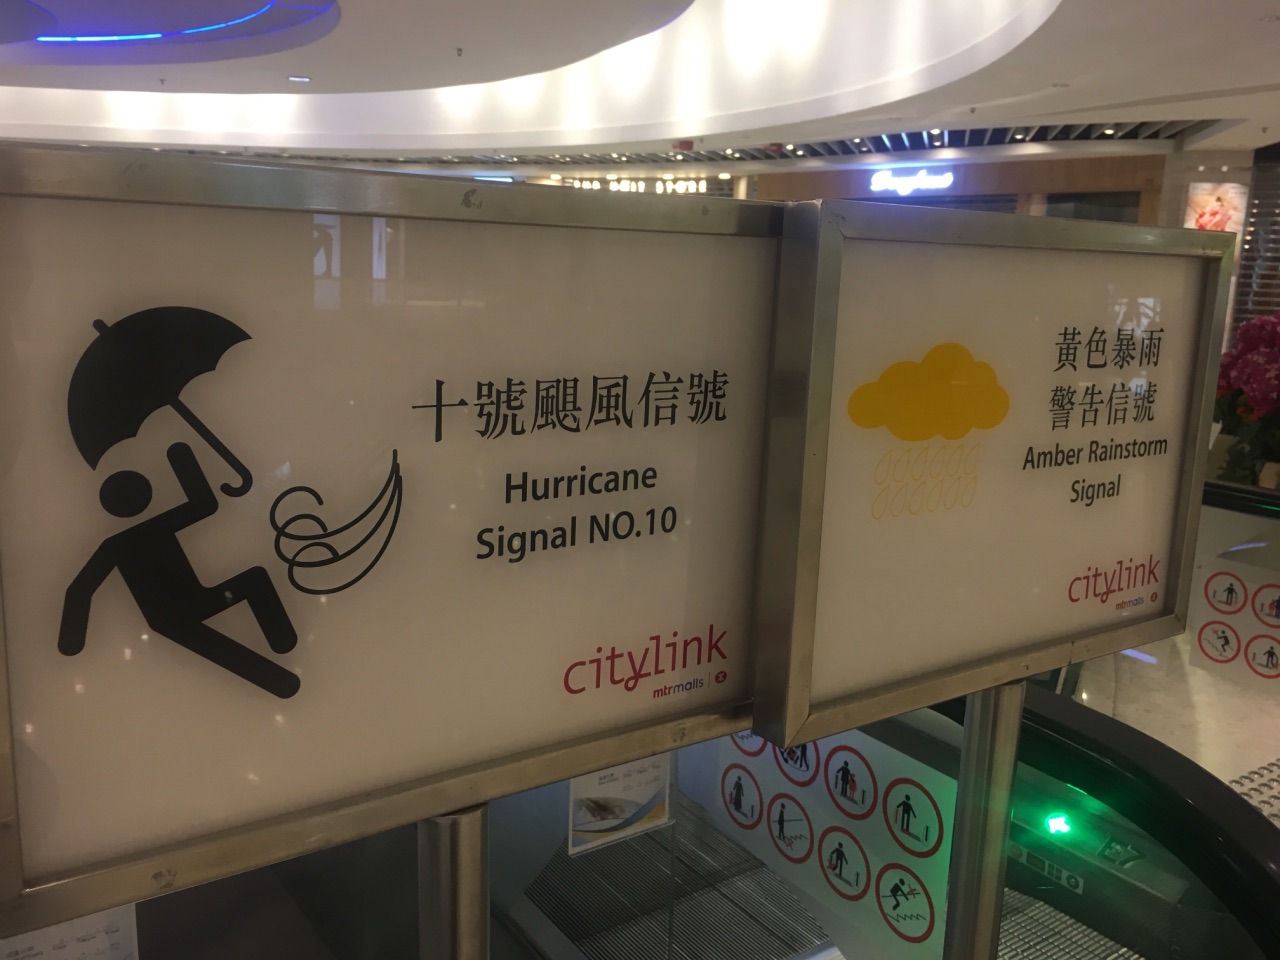 十號颶風信號
Hurricane
Signal NO.10
citylink
mtrmalls
黃色暴雨
警告信號
Amber Rainstorm
Signal
citylink
mtrmalls